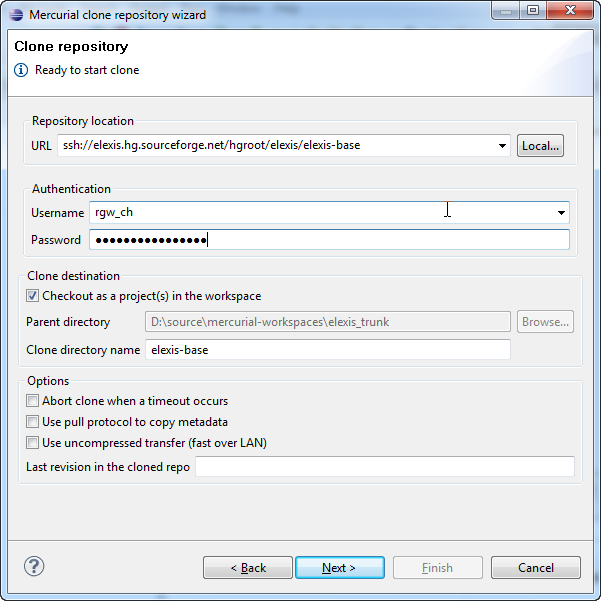 Mercurial clone repository wizard
Clone repository
Ready to start clone
Repository location
URL ssh://elexis.hg.sourceforge.net/hgroot/elexis/elexis-base Local...
Authentication
Username rgw_ch
Password ●●●●●●●●●●●●●●●●
Clone destination
Checkout as a project(s) in the workspace
Parent directory D:\source\mercurial-workspaces\elexis_trunk Browse...
Clone directory name elexis-base
Options
Abort clone when a timeout occurs
Use pull protocol to copy metadata
Use uncompressed transfer (fast over LAN)
Last revision in the cloned repo
? < Back Next > Finish Cancel